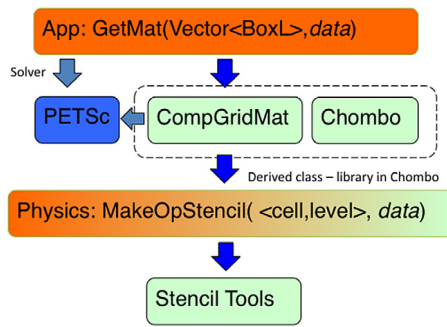 App: GetMat(Vector<BoxL>,data)
Solver
PETSc
CompGridMat
Chombo
Derived class – library in Chombo
Physics: MakeOpStencil( <cell,level>, data)
Stencil Tools